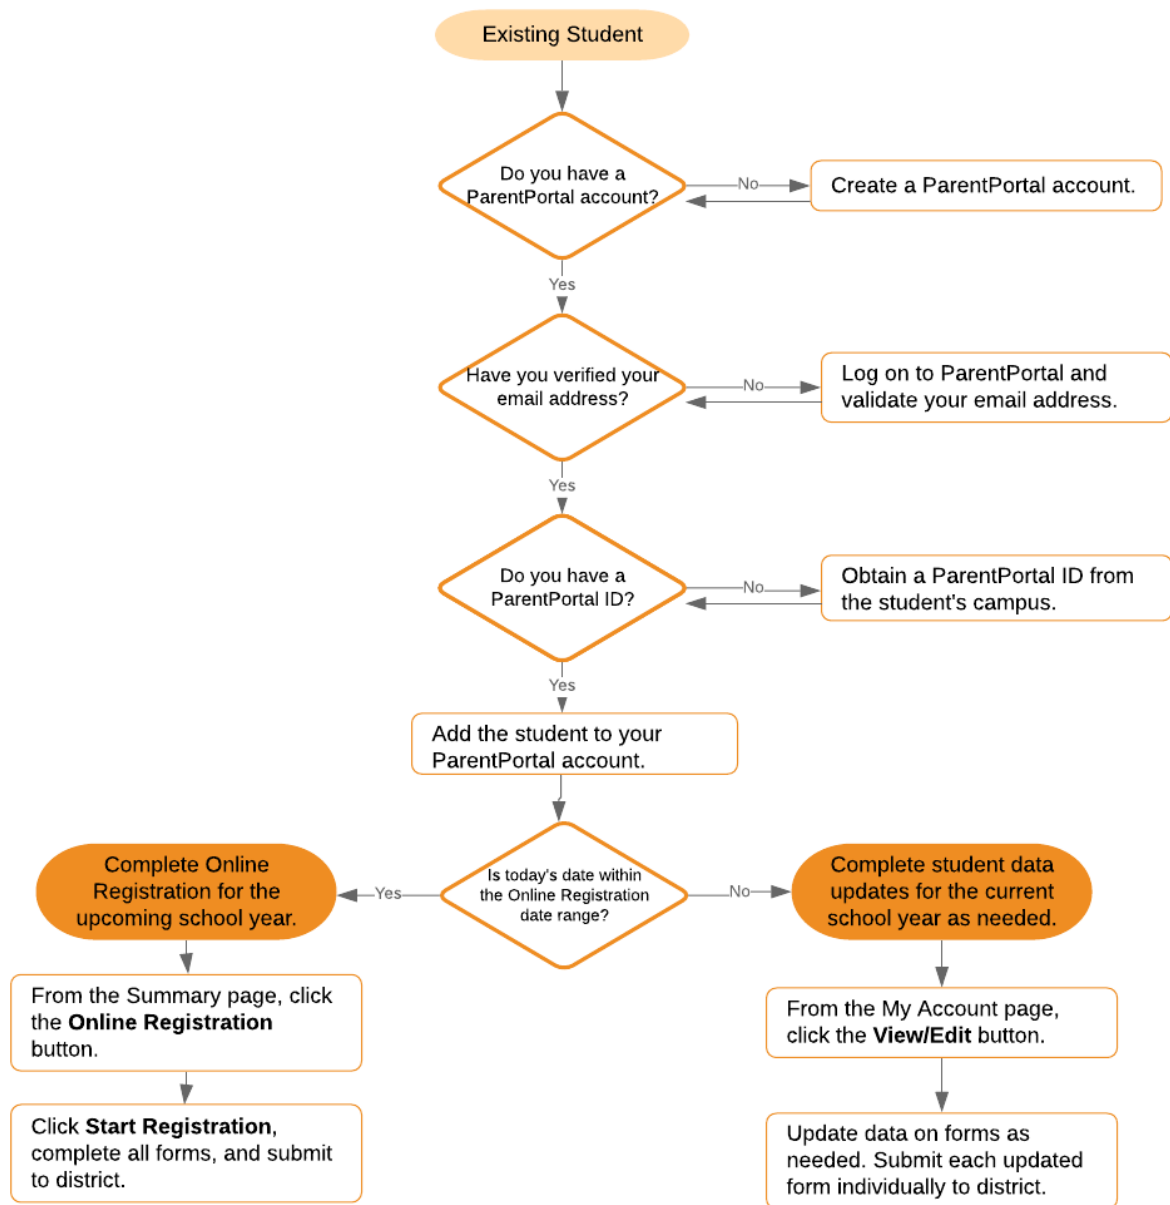 Existing Student
Do you have a
ParentPortal account?
No
Create a ParentPortal account.
Yes
Have you verified your
email address?
No
Log on to ParentPortal and
validate your email address.
Yes
Do you have a
ParentPortal ID?
No
Obtain a ParentPortal ID from
the student's campus.
Yes
Add the student to your
ParentPortal account.
Is today's date within
the Online Registration
date range?
Yes
Complete Online
Registration for the
upcoming school year.
From the Summary page, click
the Online Registration
button.
Click Start Registration,
complete all forms, and submit
to district.
No
Complete student data
updates for the current
school year as needed.
From the My Account page,
click the View/Edit button.
Update data on forms as
needed. Submit each updated
form individually to district.